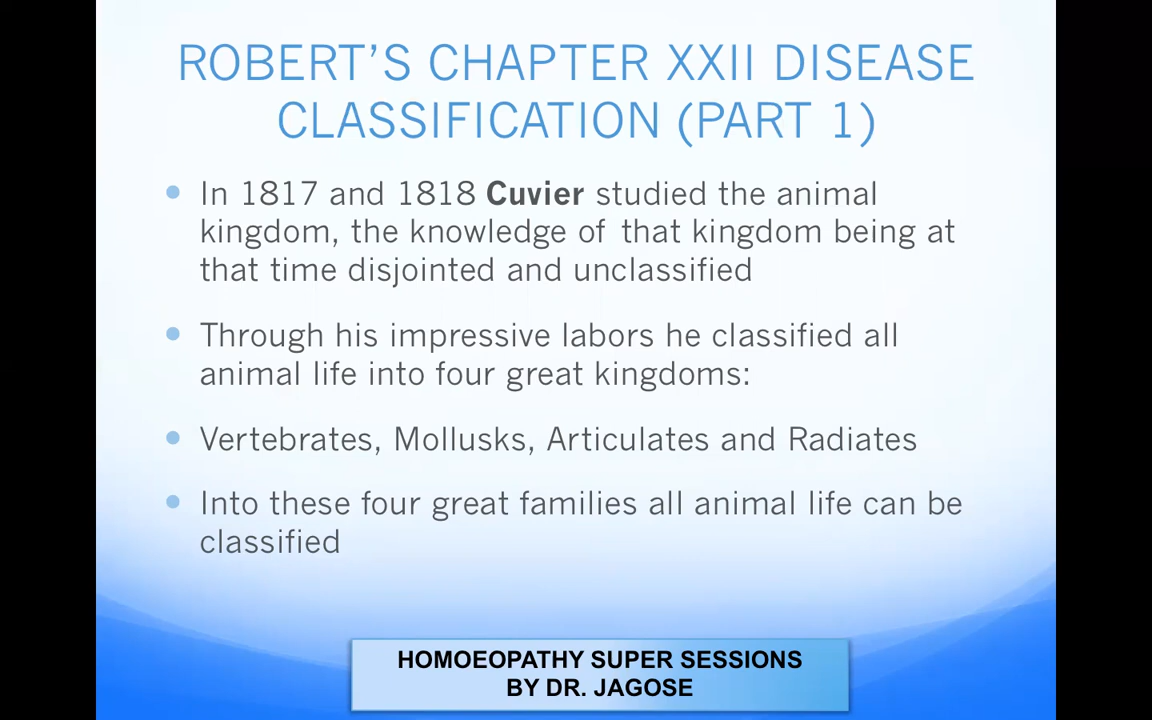 ROBERT'S CHAPTER XXII DISEASE
CLASSIFICATION (PART 1)
• In 1817 and 1818 Cuvier studied the animal
kingdom, the knowledge of that kingdom being at
that time disjointed and unclassified
• Through his impressive labors he classified all
animal life into four great kingdoms:
• Vertebrates, Mollusks, Articulates and Radiates
• Into these four great families all animal life can be
classified
HOMOEOPATHY SUPER SESSIONS
BY DR. JAGOSE